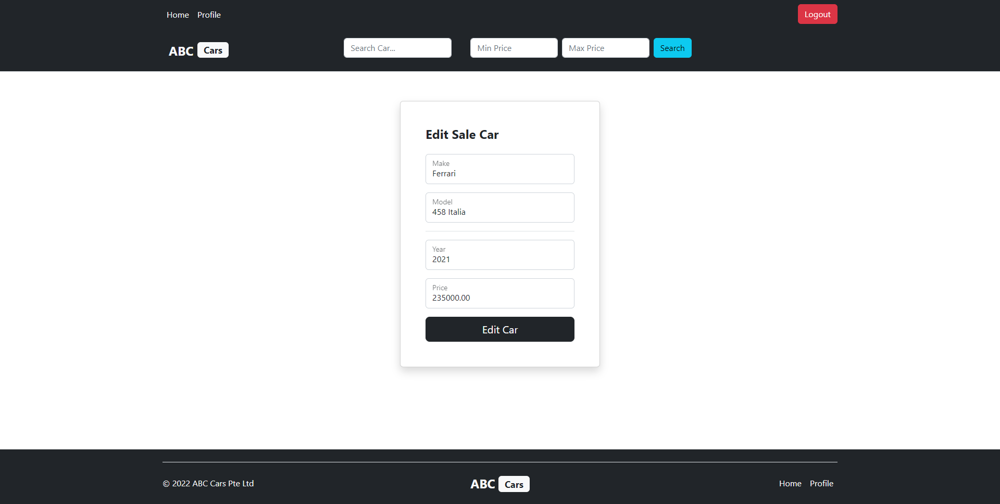 Home Profile Logout
ABC Cars Search Car... Min Price Max Price Search
Edit Sale Car
Make
Ferrari
Model
458 Italia
Year
2021
Price
235000.00
Edit Car
© 2022 ABC Cars Pte Ltd ABC Cars Home Profile